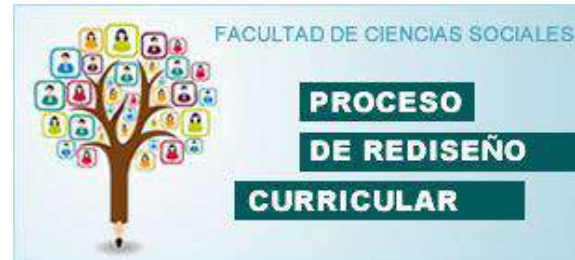 FACULTAD DE CIENCIAS SOCIALES
PROCESO
DE REDISEÑO
CURRICULAR